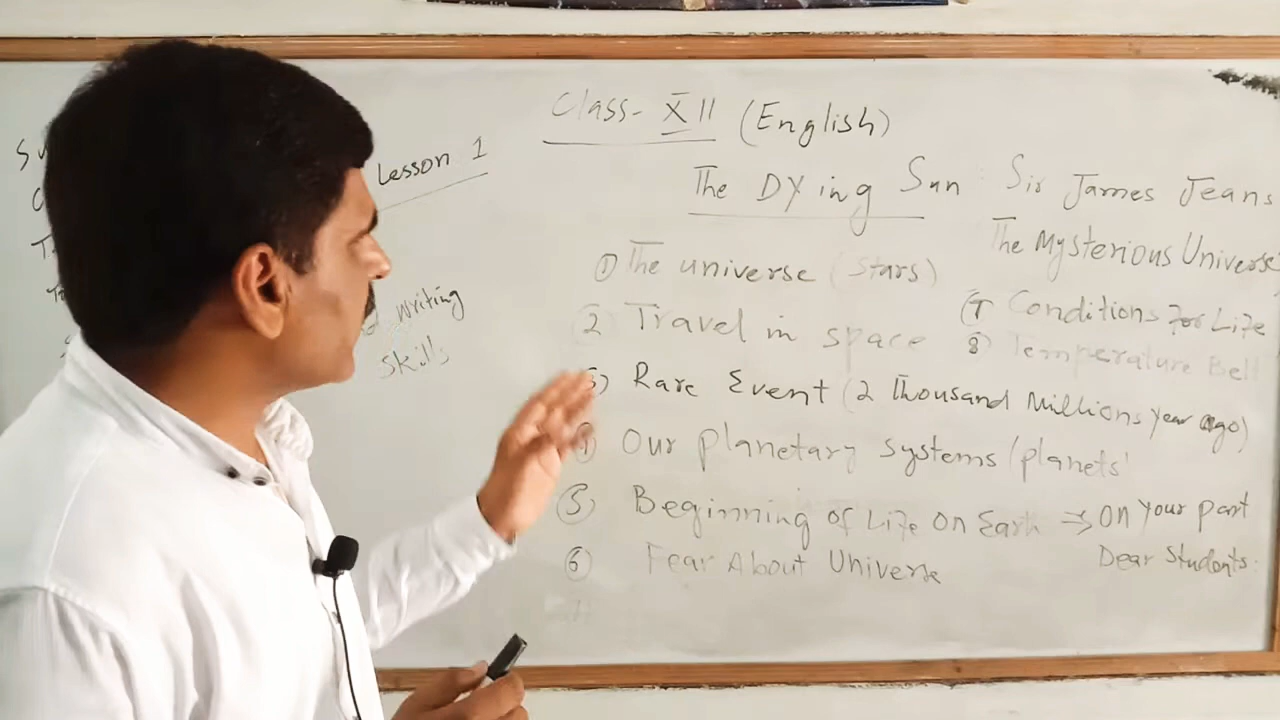 Class-XII (English)
Lesson 1
The Dying Sun Sir James Jeans
The Mysterious Universe
① The universe (Stars)
2 Travel in space
Rare Event (2 Thousand Millions Year ago)
Our planetary systems (planets)
⑤ Beginning of Life on Earth ⇒ on your part
Dear Students:
⑥ Fear About Universe
(7 Conditions For Life
8) Temperature Bell
writing
skills